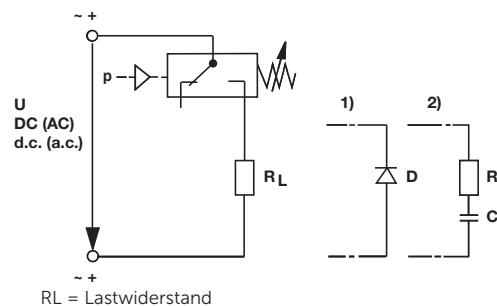 ~ +
p
U
DC (AC)
d.c. (a.c.)
R L
~ +
RL = Lastwiderstand
1)
D
2)
R
C